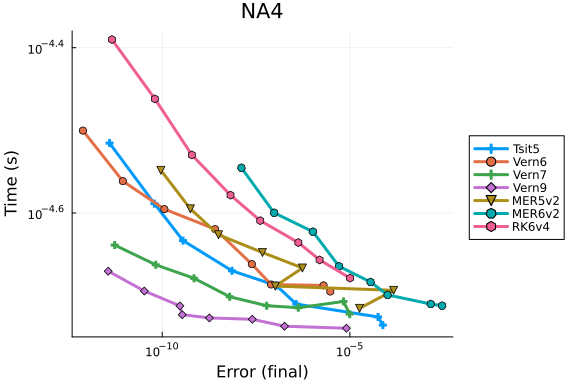 NA4
Time (s)
10⁻⁴·⁴
10⁻⁴·⁶
10⁻¹⁰
10⁻⁵
Error (final)
Tsit5
Vern6
Vern7
Vern9
MER5v2
MER6v2
RK6v4